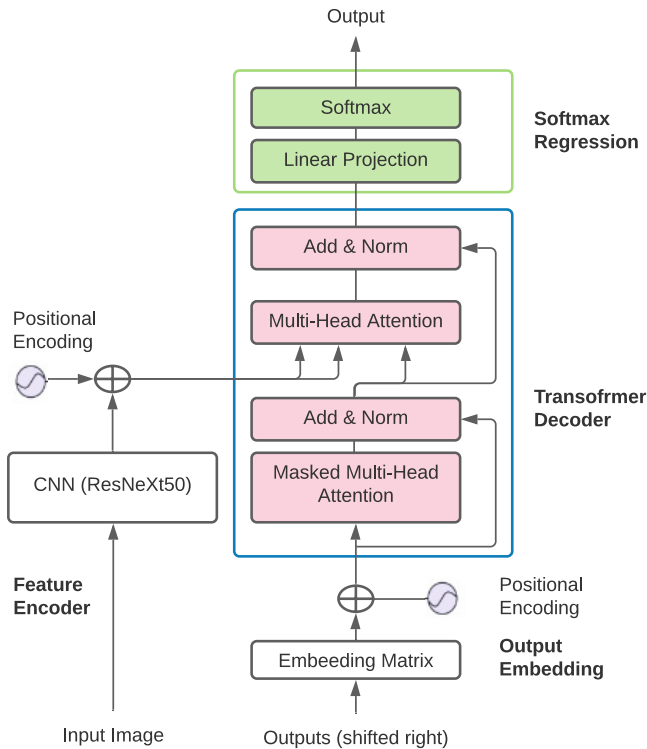 Output
Softmax
Linear Projection
Softmax
Regression
Add & Norm
Multi-Head Attention
Positional
Encoding
Add & Norm
Masked Multi-Head
Attention
Transofrmer
Decoder
CNN (ResNeXt50)
Feature
Encoder
Positional
Encoding
Embeeding Matrix
Output
Embedding
Input Image
Outputs (shifted right)